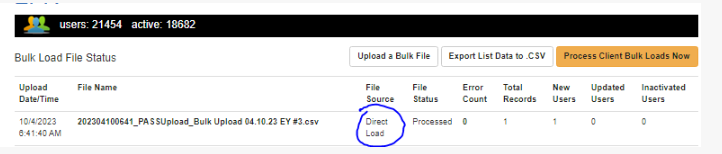 users: 21454 active: 18682
Bulk Load File Status
Upload a Bulk File
Export List Data to .CSV
Process Client Bulk Loads Now
Upload Date/Time
File Name
File Source
File Status
Error Count
Total Records
New Users
Updated Users
Inactivated Users
10/4/2023 6:41:40 AM
202304100641_PASSUpload_Bulk Upload 04.10.23 EY #3.csv
Direct Load
Processed
0
1
1
0
0